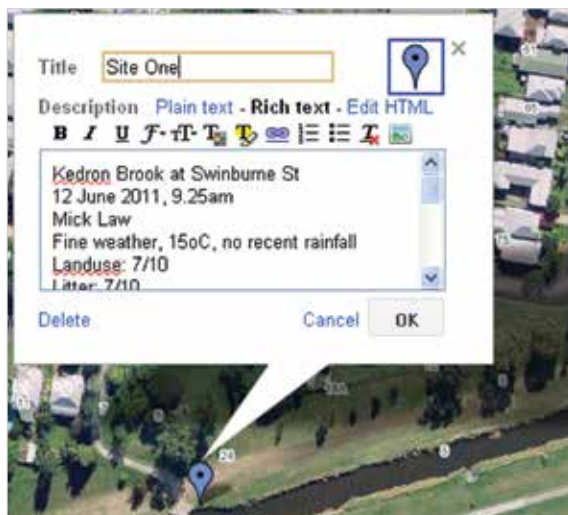 Title Site One
Description Plain text - Rich text - Edit HTML
B I U
Kedron Brook at Swinburne St
12 June 2011, 9.25am
Mick Law
Fine weather, 15oC, no recent rainfall
Landuse: 7/10
Litter: 7/10
Delete Cancel OK
24